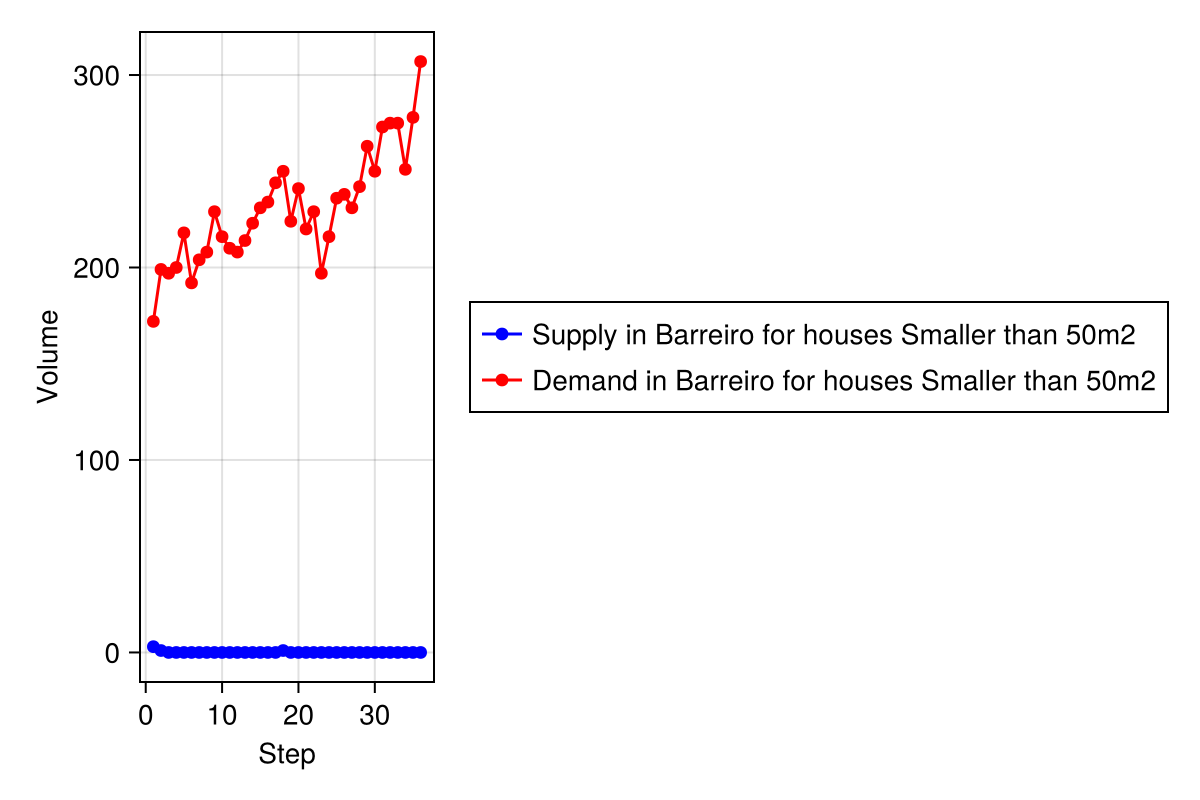 300
200
100
0
Volume
0 10 20 30
Step
Supply in Barreiro for houses Smaller than 50m2
Demand in Barreiro for houses Smaller than 50m2